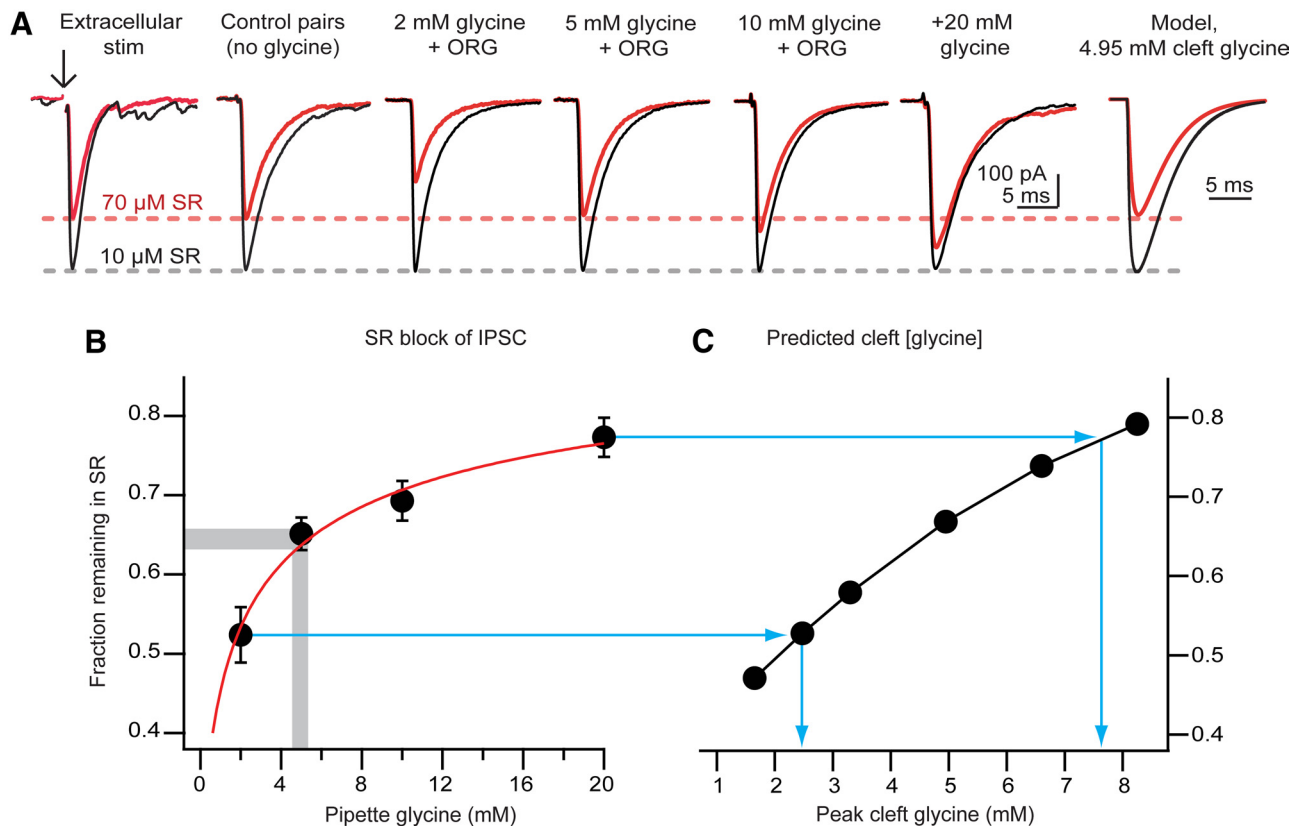 A
Extracellular
stim
Control pairs
(no glycine)
2 mM glycine
+ ORG
5 mM glycine
+ ORG
10 mM glycine
+ ORG
+20 mM
glycine
Model,
4.95 mM cleft glycine
70 µM SR
10 µM SR
100 pA
5 ms
5 ms
B
SR block of IPSC
C
Predicted cleft [glycine]
Fraction remaining in SR
0.8
0.7
0.6
0.5
0.4
0
4
8
12
16
20
Pipette glycine (mM)
0.8
0.7
0.6
0.5
0.4
1
2
3
4
5
6
7
8
Peak cleft glycine (mM)